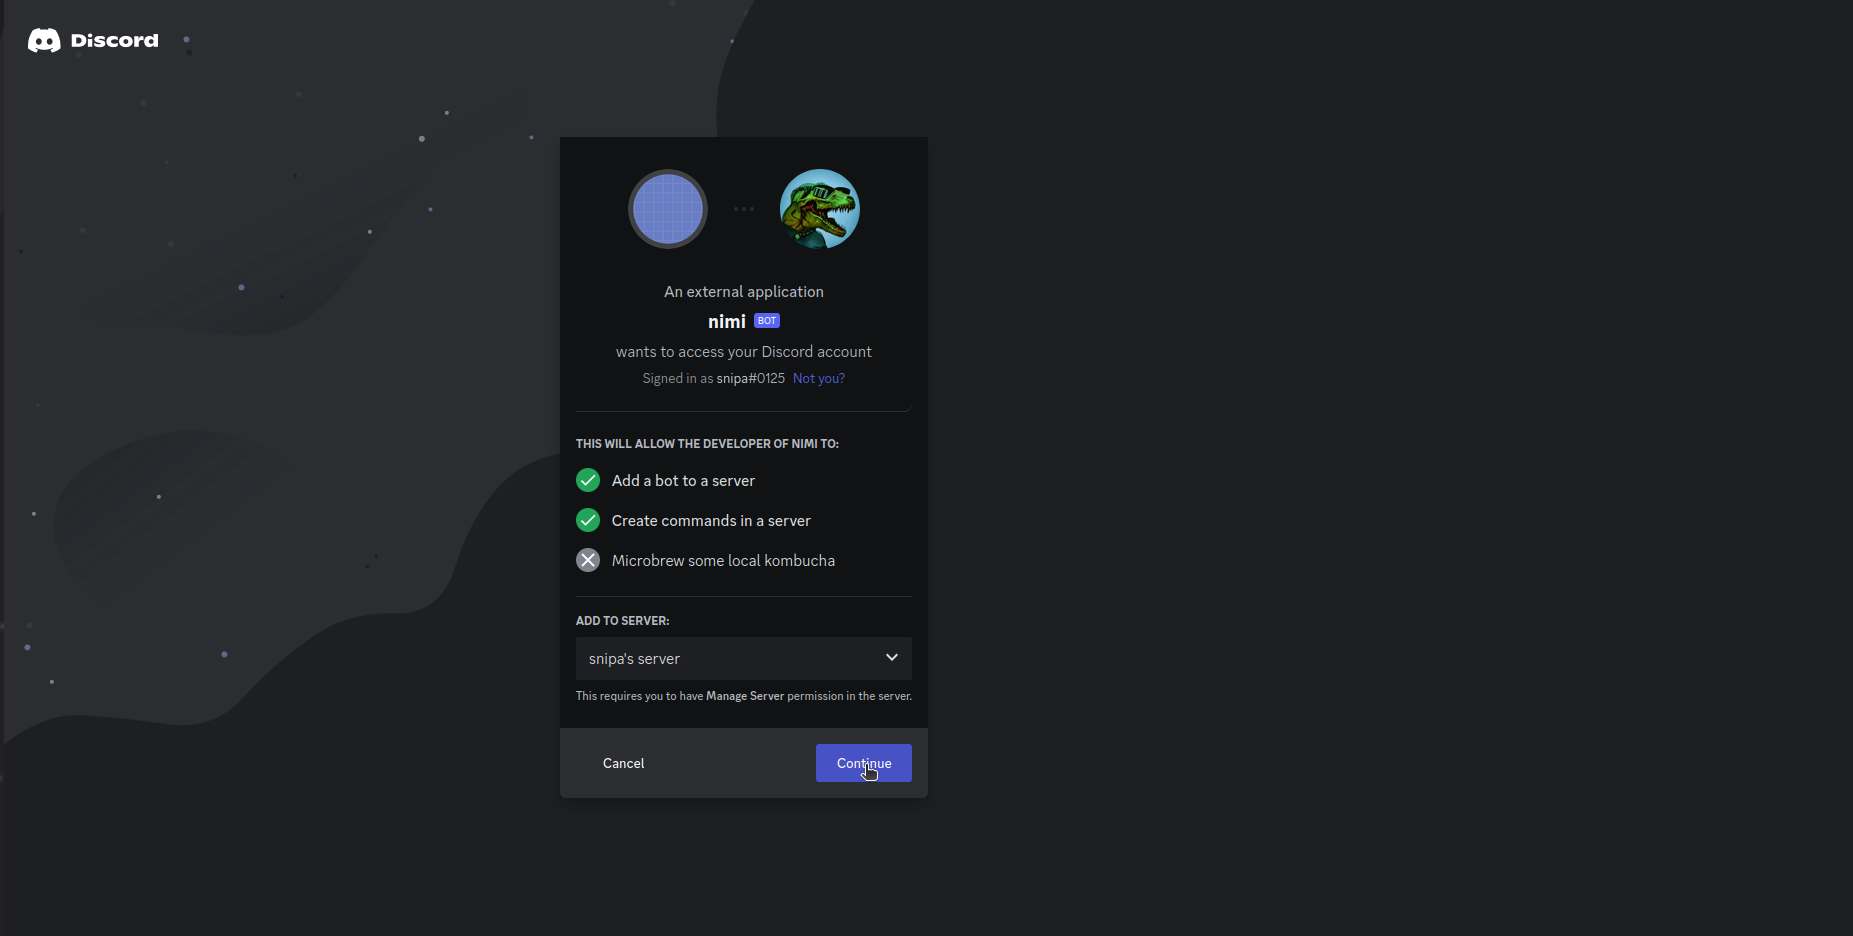 Discord
An external application
nimi BOT
wants to access your Discord account
Signed in as snipa#0125 Not you?
THIS WILL ALLOW THE DEVELOPER OF NIMI TO:
Add a bot to a server
Create commands in a server
Microbrew some local kombucha
ADD TO SERVER:
snipa's server
This requires you to have Manage Server permission in the server.
Cancel
Continue